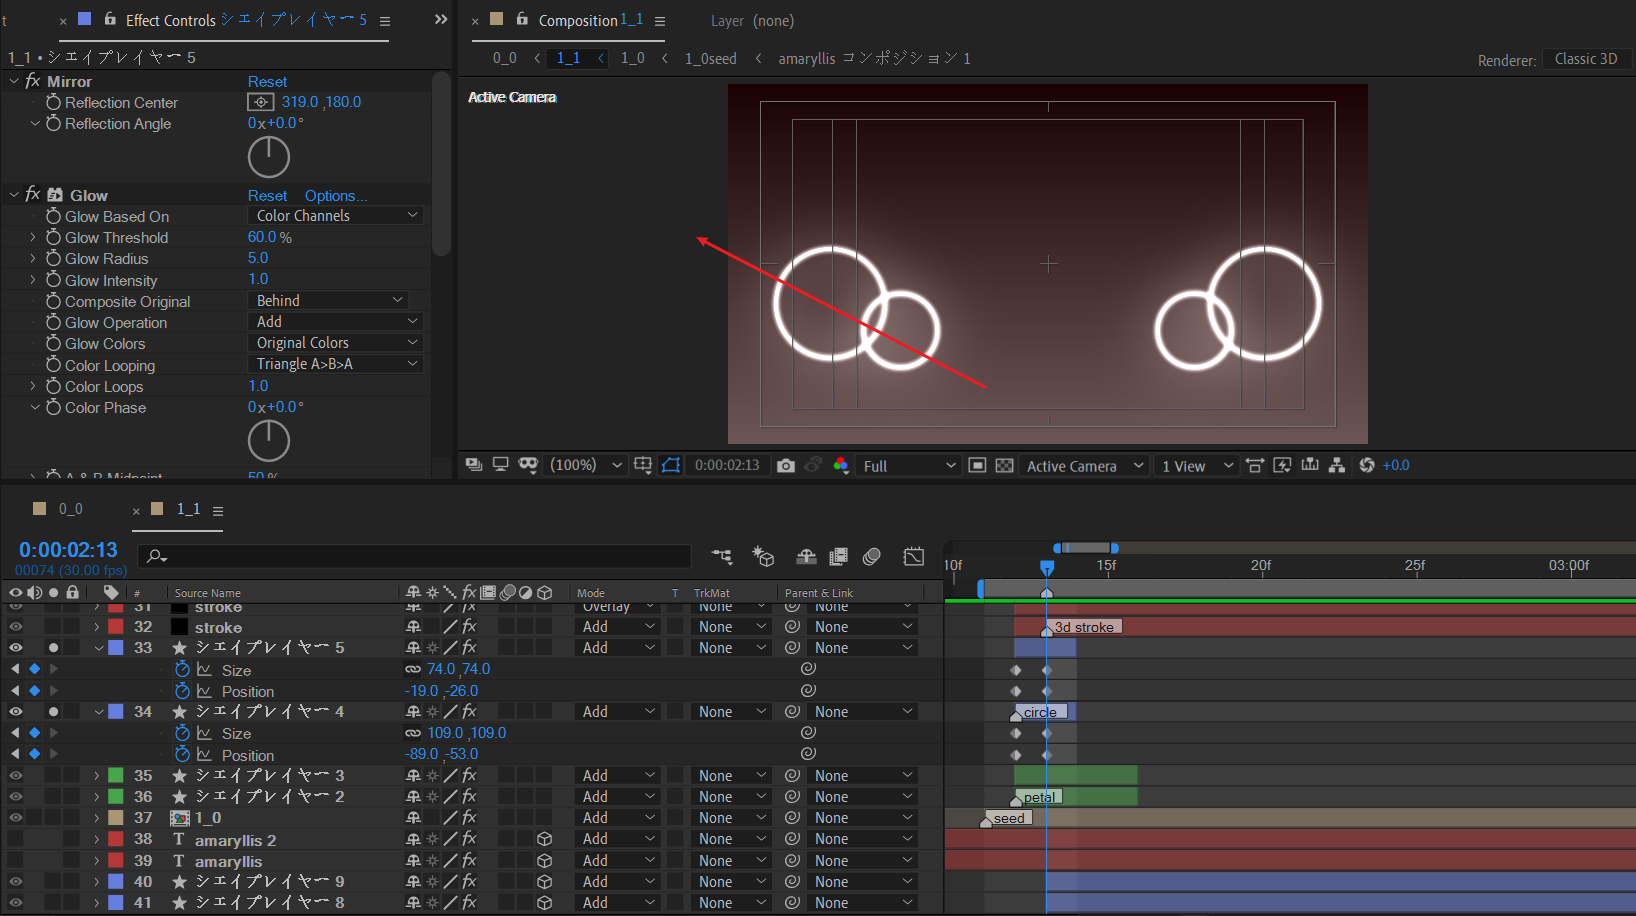 t × Effect Controls シェイプレイヤー 5 ≡ »
1_1 • シェイプレイヤー 5
fx Mirror Reset
Reflection Center 319.0 ,180.0
Reflection Angle 0x+0.0°
fx Glow Reset Options...
Glow Based On Color Channels
Glow Threshold 60.0 %
Glow Radius 5.0
Glow Intensity 1.0
Composite Original Behind
Glow Operation Add
Glow Colors Original Colors
Color Looping Triangle A>B>A
Color Loops 1.0
Color Phase 0x+0.0°
A & B Midpoint 50 %
× Composition 1_1 ≡ Layer (none)
0_0 < 1_1 < 1_0 < 1_0seed < amaryllis コンポジション 1
Renderer: Classic 3D
Active Camera
(100%) 0:00:02:13 Full Active Camera 1 View +0.0
0_0 × 1_1 ≡
0:00:02:13
00074 (30.00 fps)
10f 15f 20f 25f 03:00f
# Source Name fx Mode T TrkMat Parent & Link
31 stroke fx Overlay None None
32 stroke fx Add None None 3d stroke
33 シェイプレイヤー 5 fx Add None None
Size 74.0 ,74.0
Position -19.0 ,-26.0
34 シェイプレイヤー 4 fx Add None None circle
Size 109.0 ,109.0
Position -89.0 ,-53.0
35 シェイプレイヤー 3 fx Add None None
36 シェイプレイヤー 2 fx Add None None petal
37 1_0 fx Add None None seed
38 T amaryllis 2 fx Add None None
39 T amaryllis fx Add None None
40 シェイプレイヤー 9 fx Add None None
41 シェイプレイヤー 8 fx Add None None